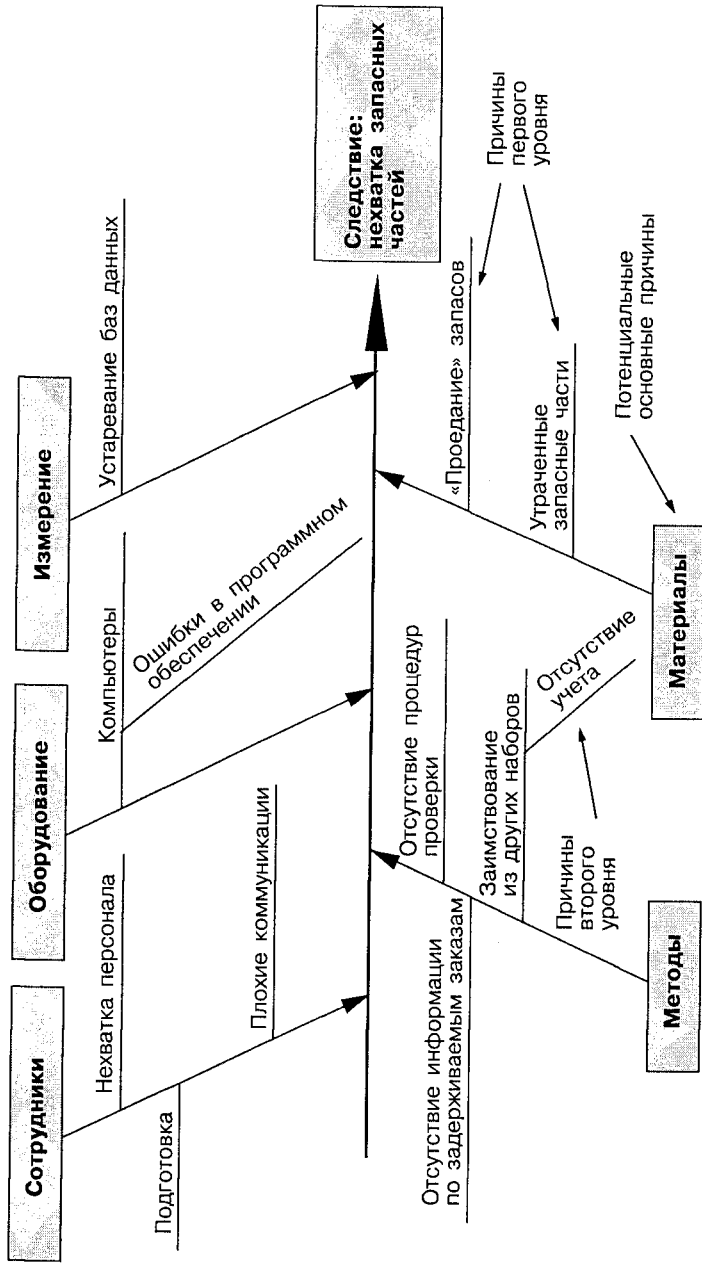 Сотрудники
Оборудование
Измерение
Нехватка персонала
Подготовка
Плохие коммуникации
Компьютеры
Ошибки в программном
обеспечении
Устаревание баз данных
Следствие:
нехватка запасных
частей
Отсутствие информации
по задерживаемым заказам
Отсутствие процедур
проверки
Заимствование
из других наборов
Отсутствие
учета
Причины
второго
уровня
«Проедание» запасов
Утраченные
запасные части
Причины
первого
уровня
Потенциальные
основные причины
Методы
Материалы